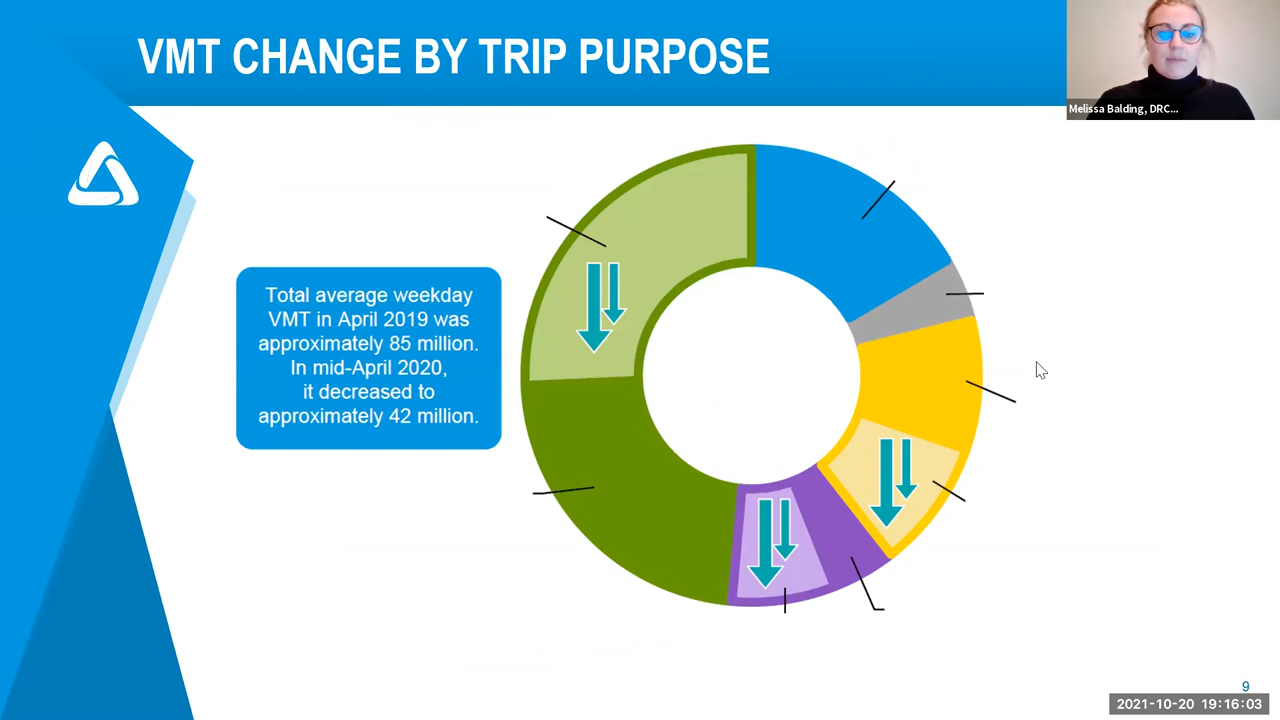 VMT CHANGE BY TRIP PURPOSE
Melissa Balding, DRC...
Total average weekday
VMT in April 2019 was
approximately 85 million.
In mid-April 2020,
it decreased to
approximately 42 million.
9
2021-10-20 19:16:03